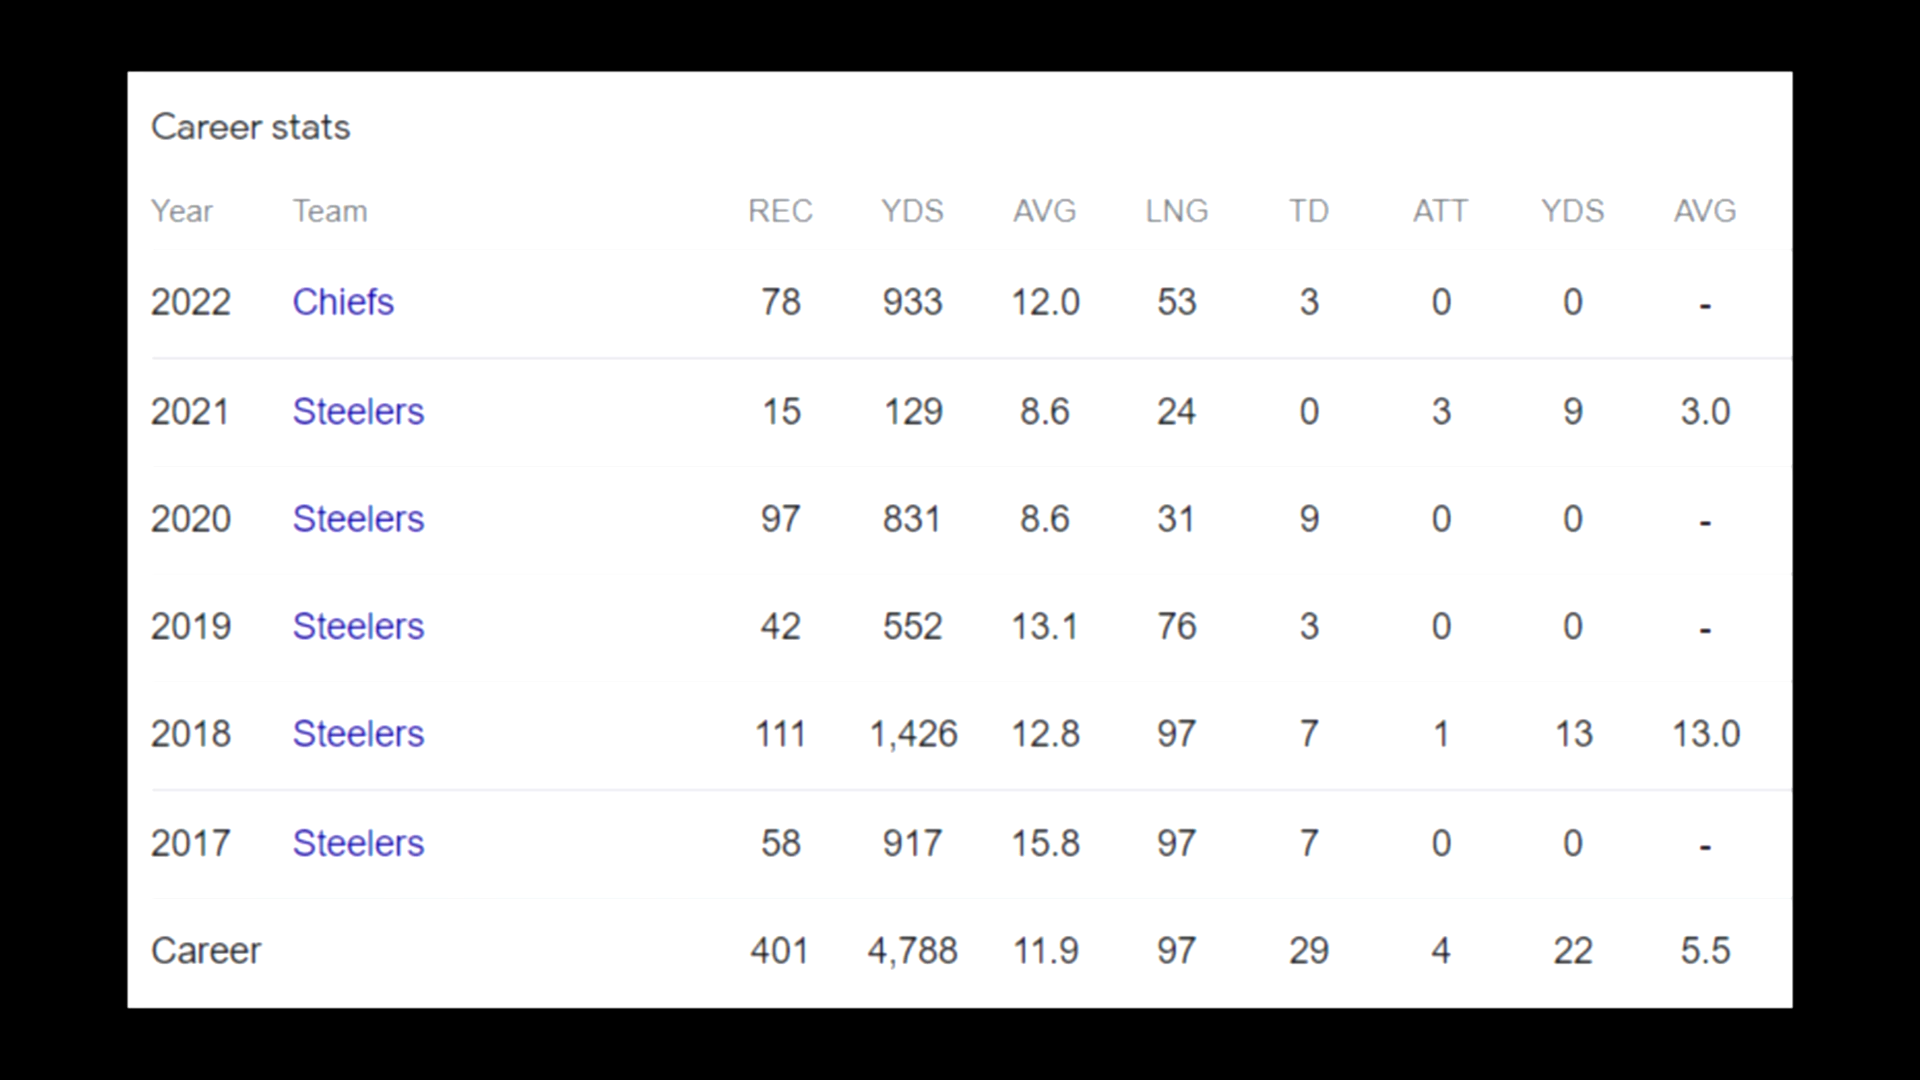 Career stats
Year Team REC YDS AVG LNG TD ATT YDS AVG
2022 Chiefs 78 933 12.0 53 3 0 0 -
2021 Steelers 15 129 8.6 24 0 3 9 3.0
2020 Steelers 97 831 8.6 31 9 0 0 -
2019 Steelers 42 552 13.1 76 3 0 0 -
2018 Steelers 111 1,426 12.8 97 7 1 13 13.0
2017 Steelers 58 917 15.8 97 7 0 0 -
Career 401 4,788 11.9 97 29 4 22 5.5